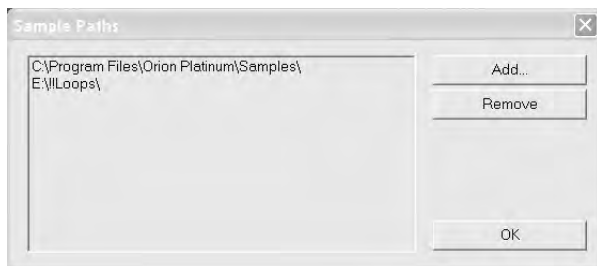 Sample Paths
C:\Program Files\Orion Platinum\Samples\
E:\!!Loops\
Add...
Remove
OK